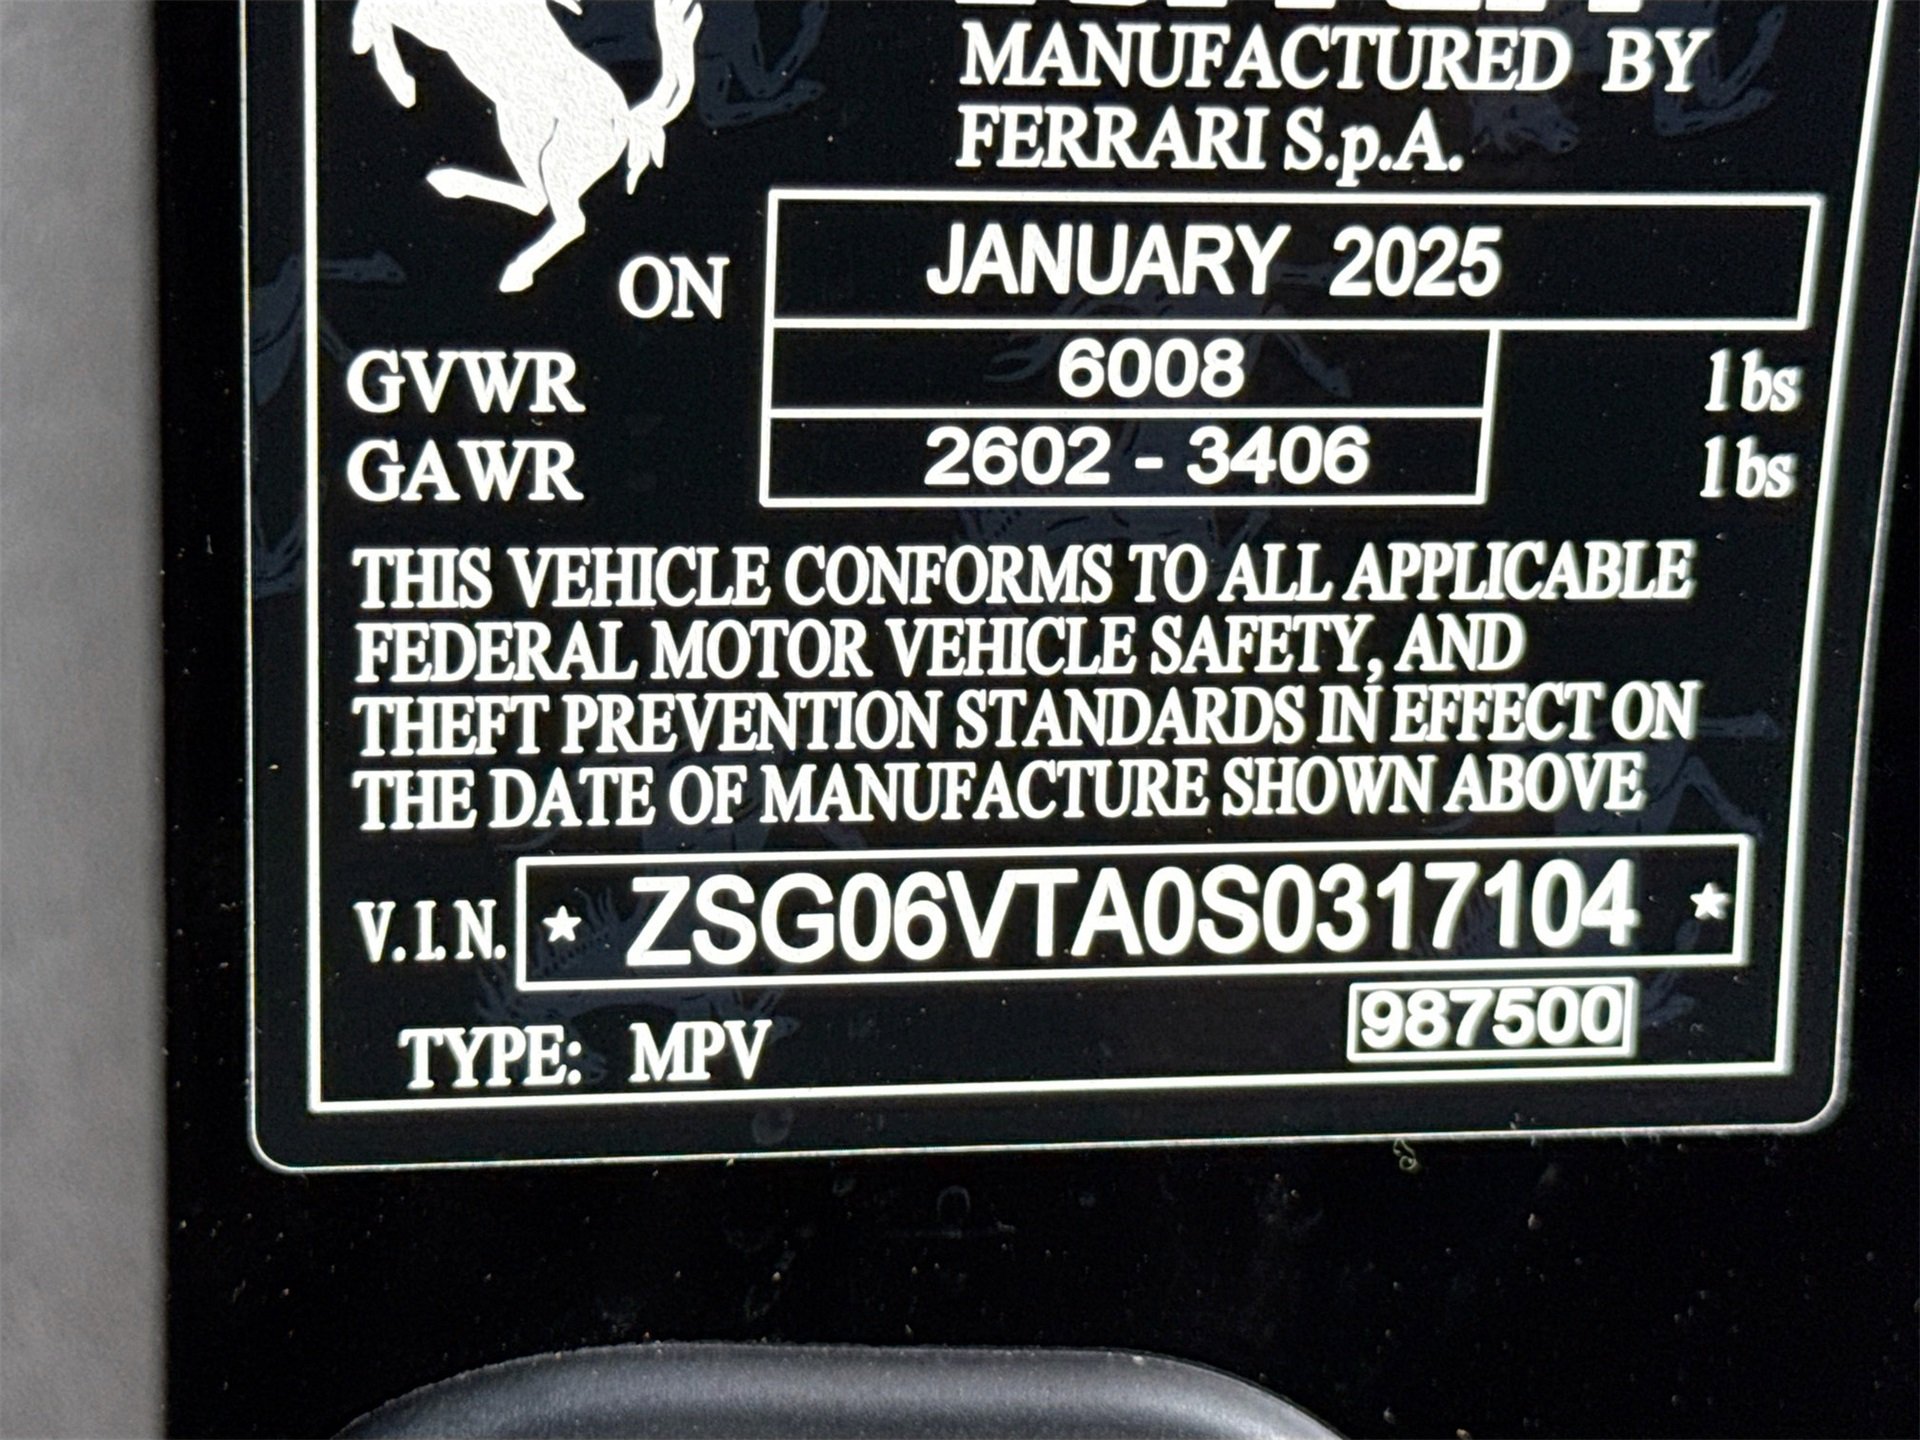 MANUFACTURED BY
FERRARI S.p.A.
ON JANUARY 2025
GVWR 6008 lbs
GAWR 2602 - 3406 lbs
THIS VEHICLE CONFORMS TO ALL APPLICABLE
FEDERAL MOTOR VEHICLE SAFETY, AND
THEFT PREVENTION STANDARDS IN EFFECT ON
THE DATE OF MANUFACTURE SHOWN ABOVE
V.I.N. * ZSG06VTA0S0317104 *
987500
TYPE: MPV